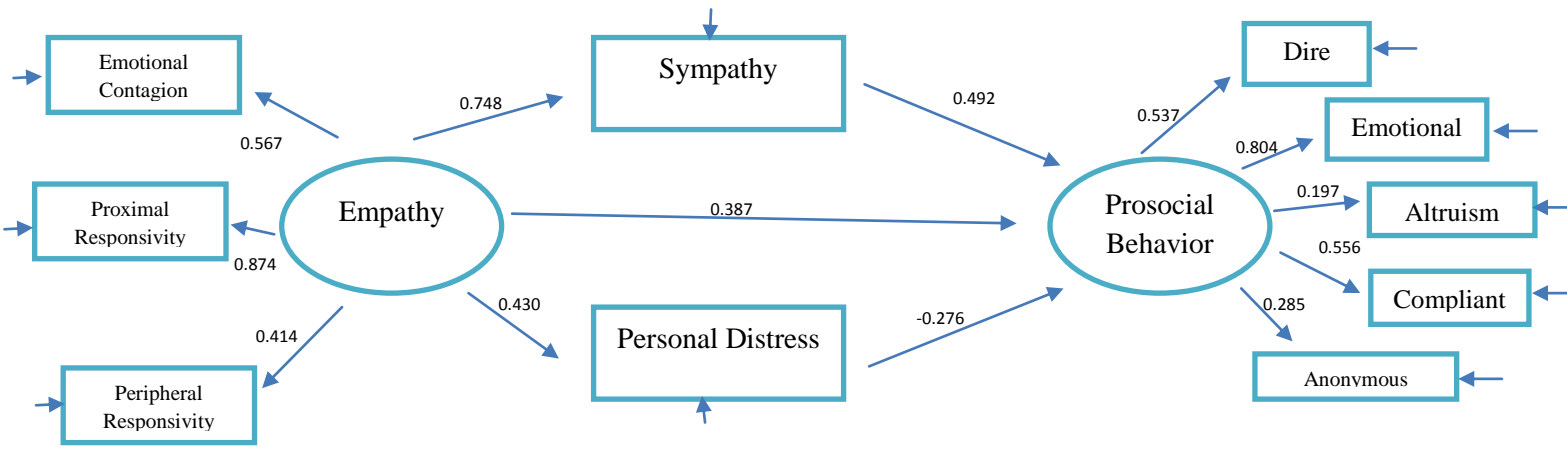 Emotional
Contagion
0.567
Proximal
Responsivity
0.874
Peripheral
Responsivity
0.414
Empathy
0.748
Sympathy
0.492
0.387
0.430
Personal Distress
-0.276
Prosocial
Behavior
0.537
Dire
0.804
Emotional
0.197
Altruism
0.556
Compliant
0.285
Anonymous